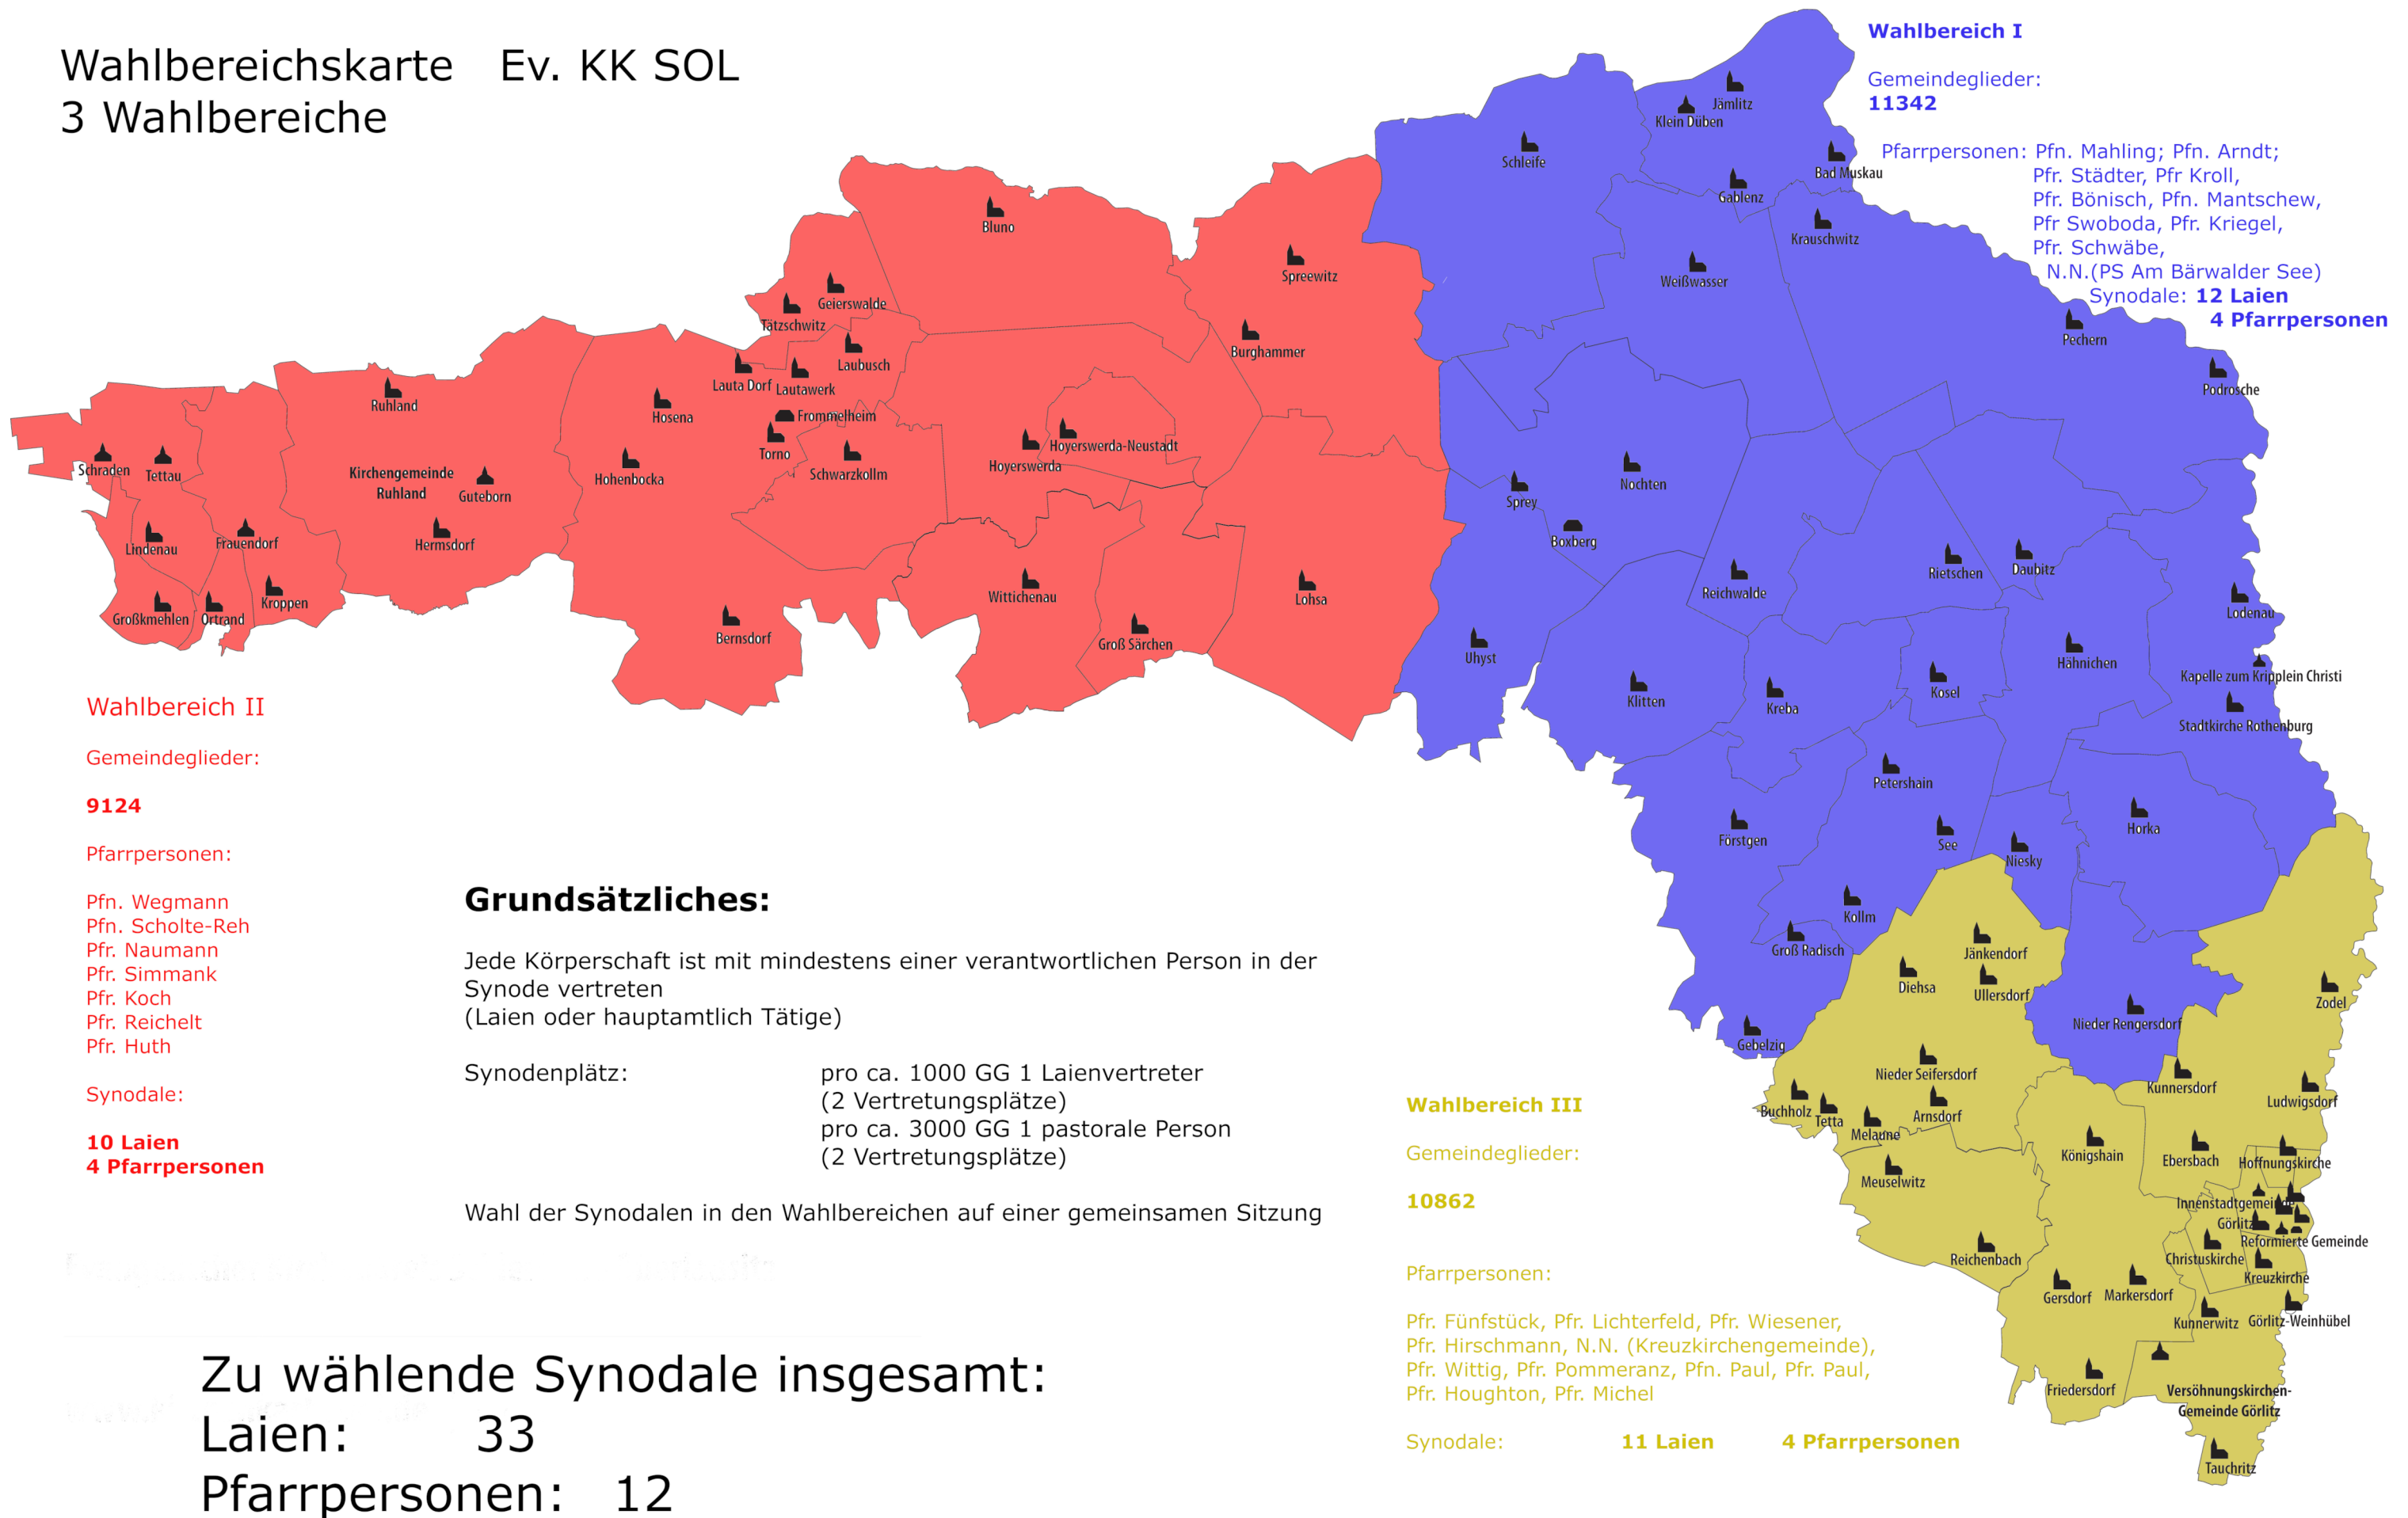 Wahlbereichskarte Ev. KK SOL
3 Wahlbereiche
Wahlbereich I
Gemeindeglieder:
11342
Pfarrpersonen: Pfn. Mahling; Pfn. Arndt;
Pfr. Städter, Pfr Kroll,
Pfr. Bönisch, Pfn. Mantschew,
Pfr Swoboda, Pfr. Kriegel,
Pfr. Schwäbe,
N.N.(PS Am Bärwalder See)
Synodale: 12 Laien
4 Pfarrpersonen
Jämlitz
Klein Düben
Schleife
Bad Muskau
Gablenz
Krauschwitz
Weißwasser
Pechern
Podrosche
Nochten
Sprey
Boxberg
Reichwalde
Rietschen
Daubitz
Lodenau
Uhyst
Klitten
Kreba
Kosel
Hähnichen
Kapelle zum Kripplein Christi
Stadtkirche Rothenburg
Petershain
Förstgen
See
Niesky
Horka
Kollm
Groß Radisch
Gebelzig
Nieder Rengersdorf
Bluno
Spreewitz
Geierswalde
Tätzschwitz
Burghammer
Laubusch
Lauta Dorf
Lautawerk
Ruhland
Hosena
Frommelheim
Torno
Hoyerswerda-Neustadt
Hoyerswerda
Schwarzkollm
Hohenbocka
Schraden
Tettau
Kirchengemeinde
Ruhland
Guteborn
Lindenau
Frauendorf
Hermsdorf
Großkmehlen
Ortrand
Kroppen
Bernsdorf
Wittichenau
Groß Särchen
Lohsa
Wahlbereich II
Gemeindeglieder:
9124
Pfarrpersonen:
Pfn. Wegmann
Pfn. Scholte-Reh
Pfr. Naumann
Pfr. Simmank
Pfr. Koch
Pfr. Reichelt
Pfr. Huth
Synodale:
10 Laien
4 Pfarrpersonen
Grundsätzliches:
Jede Körperschaft ist mit mindestens einer verantwortlichen Person in der
Synode vertreten
(Laien oder hauptamtlich Tätige)
Synodenplätz: pro ca. 1000 GG 1 Laienvertreter
(2 Vertretungsplätze)
pro ca. 3000 GG 1 pastorale Person
(2 Vertretungsplätze)
Wahl der Synodalen in den Wahlbereichen auf einer gemeinsamen Sitzung
Jänkendorf
Diehsa
Ullersdorf
Zodel
Nieder Seifersdorf
Kunnersdorf
Ludwigsdorf
Buchholz
Tetta
Arnsdorf
Melaune
Königshain
Ebersbach
Hoffnungskirche
Meuselwitz
Innenstadtgemeinde
Görlitz
Reformierte Gemeinde
Reichenbach
Christuskirche
Kreuzkirche
Gersdorf
Markersdorf
Kunnerwitz
Görlitz-Weinhübel
Friedersdorf
Versöhnungskirchen-
Gemeinde Görlitz
Tauchritz
Wahlbereich III
Gemeindeglieder:
10862
Pfarrpersonen:
Pfr. Fünfstück, Pfr. Lichterfeld, Pfr. Wiesener,
Pfr. Hirschmann, N.N. (Kreuzkirchengemeinde),
Pfr. Wittig, Pfr. Pommeranz, Pfn. Paul, Pfr. Paul,
Pfr. Houghton, Pfr. Michel
Synodale: 11 Laien 4 Pfarrpersonen
Zu wählende Synodale insgesamt:
Laien: 33
Pfarrpersonen: 12